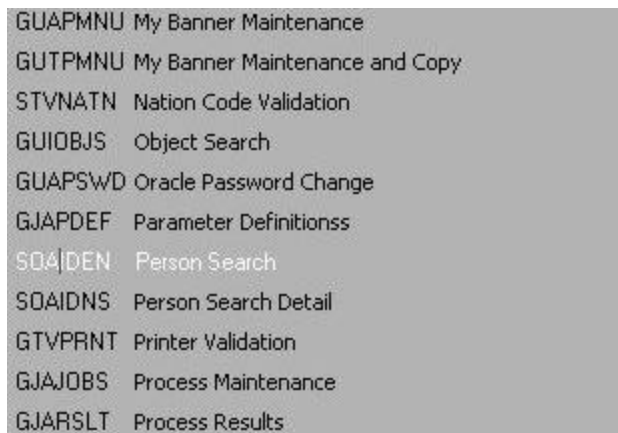 GUAPMNU My Banner Maintenance
GUTPMNU My Banner Maintenance and Copy
STVNATN Nation Code Validation
GUIOBJS Object Search
GUAPSWD Oracle Password Change
GJAPDEF Parameter Definitionss
SOAIDEN Person Search
SOAIDNS Person Search Detail
GTVPRNT Printer Validation
GJAJOBS Process Maintenance
GJARSLT Process Results